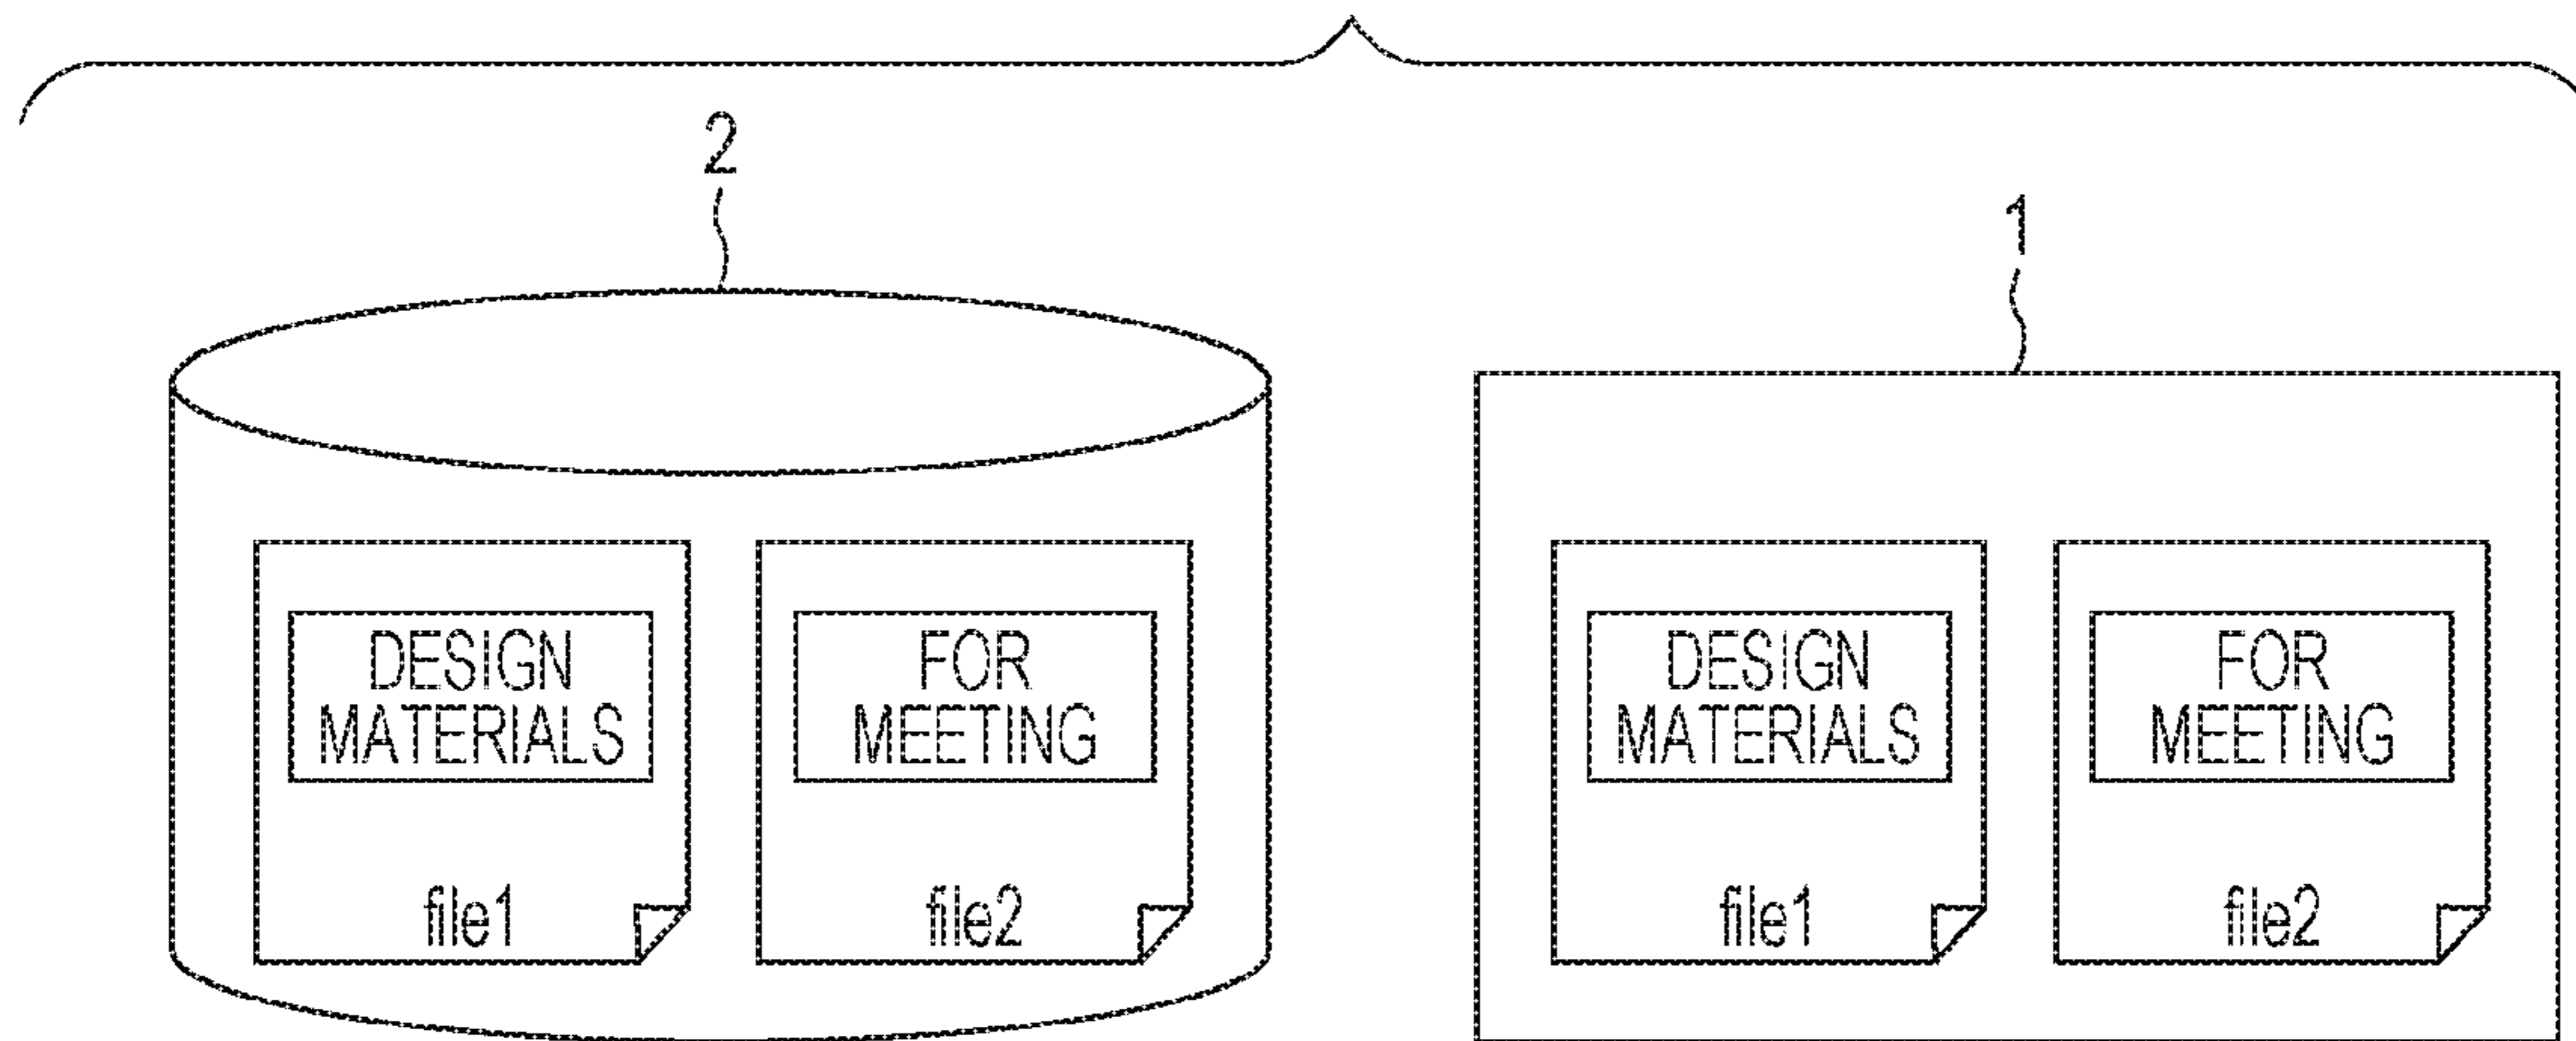 2
1
DESIGN
MATERIALS
file1
FOR
MEETING
file2
DESIGN
MATERIALS
file1
FOR
MEETING
file2